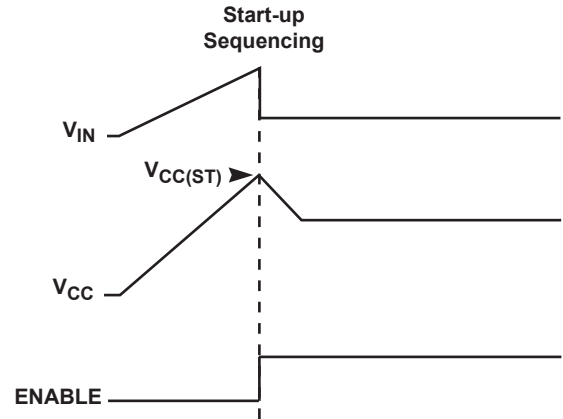 Start-up
Sequencing
VIN
VCC(ST)
VCC
ENABLE